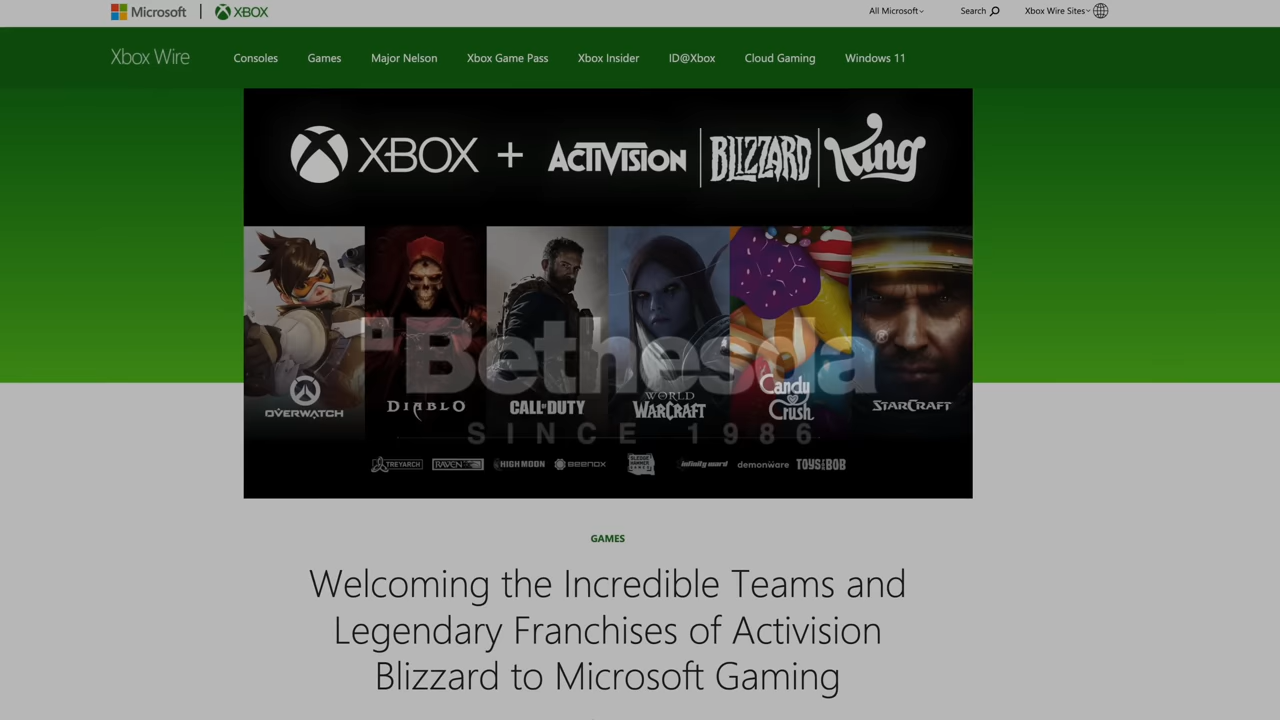 Microsoft XBOX All Microsoft Search Xbox Wire Sites
Xbox Wire Consoles Games Major Nelson Xbox Game Pass Xbox Insider ID@Xbox Cloud Gaming Windows 11
XBOX + ACTIVISION BLIZZARD King
Bethesda®
OVERWATCH DIABLO CALL OF DUTY WORLD OF WARCRAFT Candy Crush STARCRAFT
SINCE 1986
TREYARCH RAVEN HIGH MOON BEENOX SLEDGEHAMMER GAMES infinity ward demonware TOYS FOR BOB
GAMES
Welcoming the Incredible Teams and
Legendary Franchises of Activision
Blizzard to Microsoft Gaming